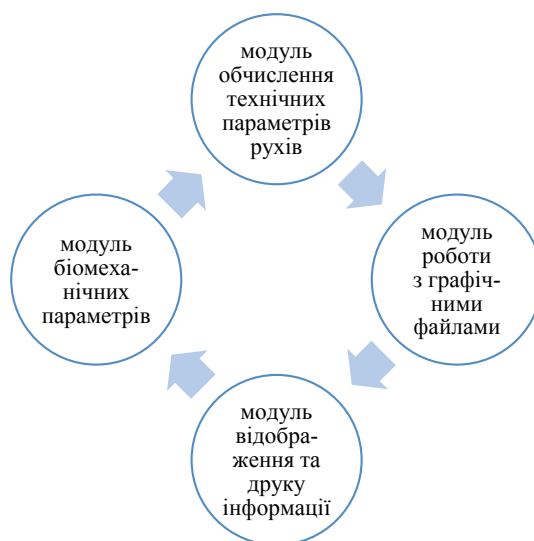 модуль
обчислення
технічних
параметрів
рухів
модуль
біомеха-
нічних
параметрів
модуль
роботи
з графіч-
ними
файлами
модуль
відобра-
ження та
друку
інформації